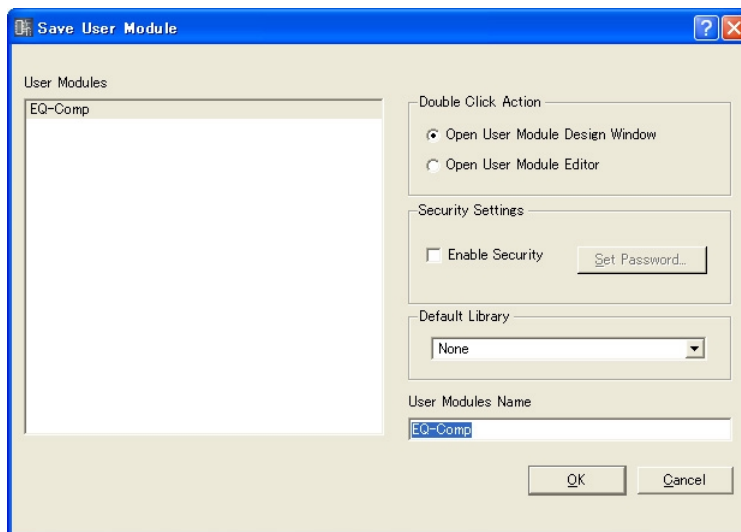 Save User Module
User Modules
EQ-Comp
Double Click Action
Open User Module Design Window
Open User Module Editor
Security Settings
Enable Security
Set Password...
Default Library
None
User Modules Name
EQ-Comp
OK
Cancel